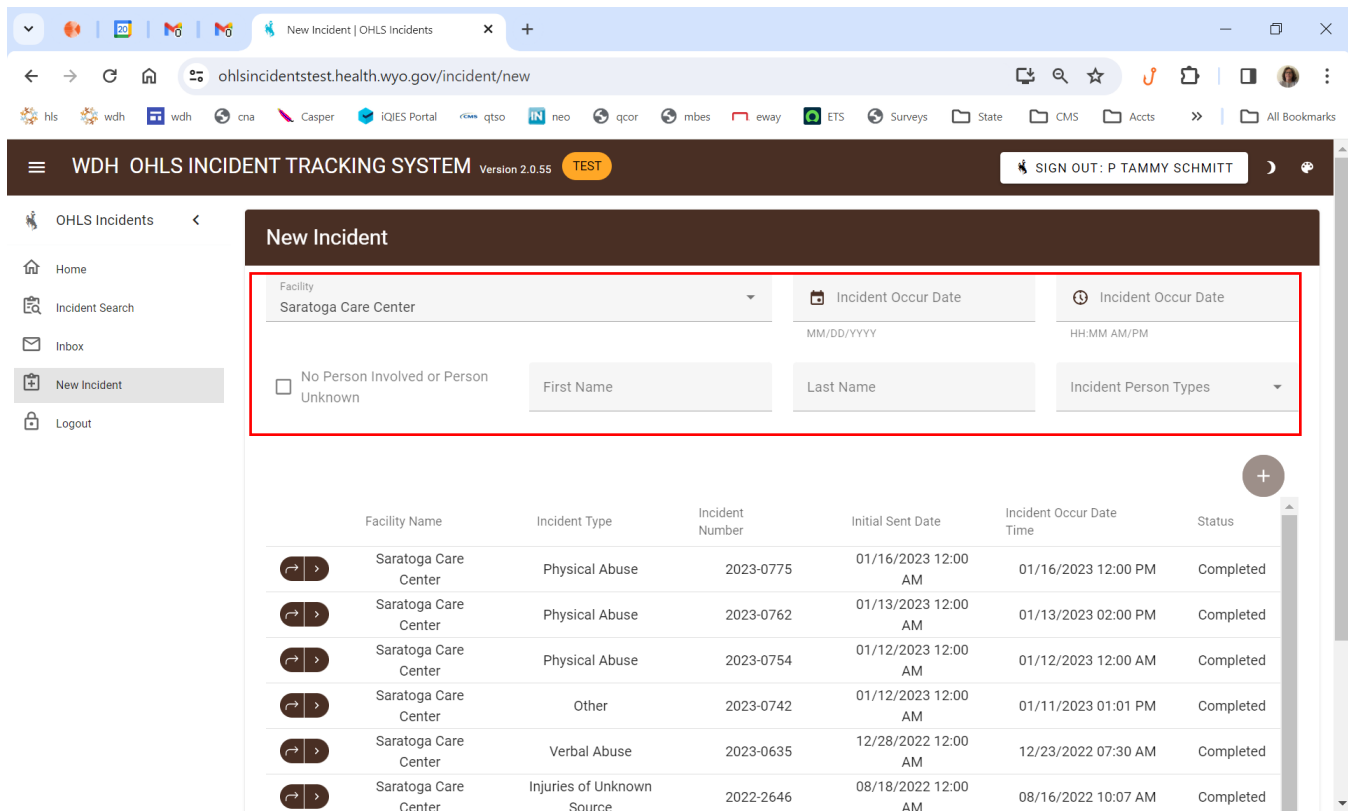 20
New Incident | OHLS Incidents
ohlsincidentstest.health.wyo.gov/incident/new
hls wdh wdh cna Casper iQIES Portal CMS qtso IN neo qcor mbes eway ETS Surveys State CMS Accts All Bookmarks
WDH OHLS INCIDENT TRACKING SYSTEM Version 2.0.55 TEST SIGN OUT: P TAMMY SCHMITT
OHLS Incidents
Home
Incident Search
Inbox
New Incident
Logout
New Incident
Facility
Saratoga Care Center Incident Occur Date Incident Occur Date
MM/DD/YYYY HH:MM AM/PM
No Person Involved or Person
Unknown
First Name Last Name Incident Person Types
Facility Name Incident Type Incident Number Initial Sent Date Incident Occur Date Time Status
Saratoga Care Center Physical Abuse 2023-0775 01/16/2023 12:00 AM 01/16/2023 12:00 PM Completed
Saratoga Care Center Physical Abuse 2023-0762 01/13/2023 12:00 AM 01/13/2023 02:00 PM Completed
Saratoga Care Center Physical Abuse 2023-0754 01/12/2023 12:00 AM 01/12/2023 12:00 AM Completed
Saratoga Care Center Other 2023-0742 01/12/2023 12:00 AM 01/11/2023 01:01 PM Completed
Saratoga Care Center Verbal Abuse 2023-0635 12/28/2022 12:00 AM 12/23/2022 07:30 AM Completed
Saratoga Care Center Injuries of Unknown Source 2022-2646 08/18/2022 12:00 AM 08/16/2022 10:07 AM Completed